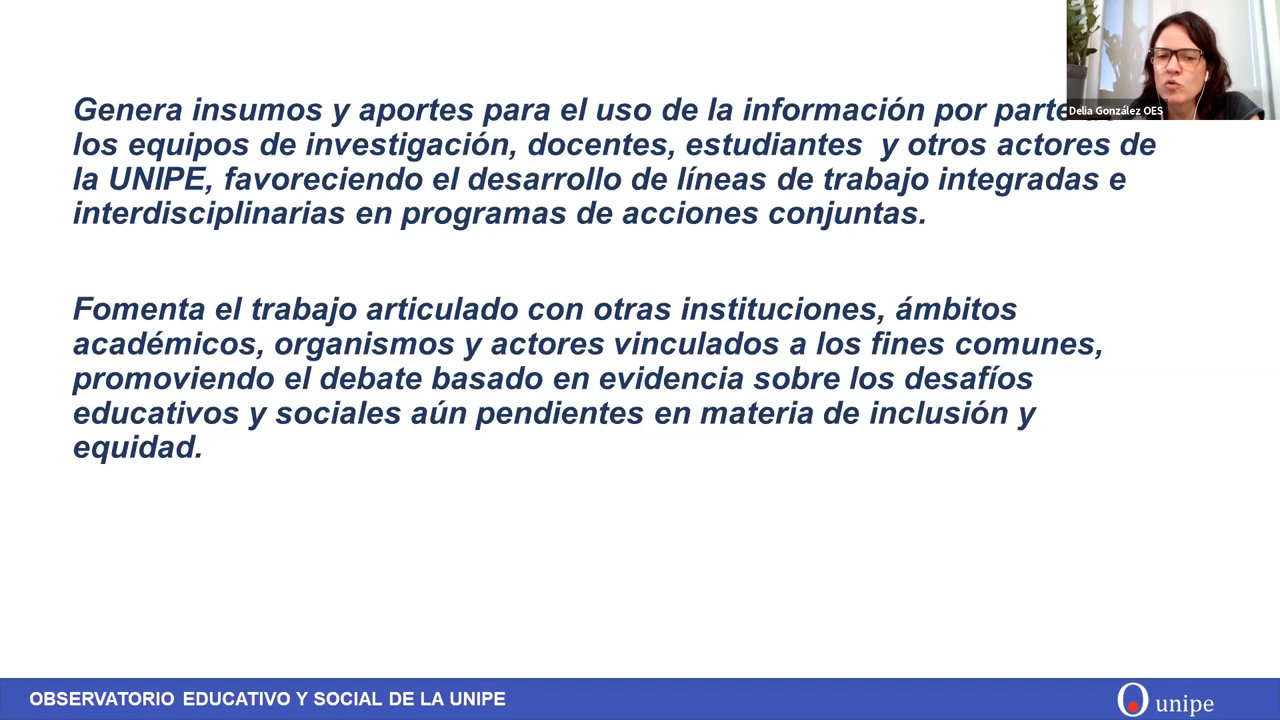 Genera insumos y aportes para el uso de la información por parte
los equipos de investigación, docentes, estudiantes y otros actores de
la UNIPE, favoreciendo el desarrollo de líneas de trabajo integradas e
interdisciplinarias en programas de acciones conjuntas.
Fomenta el trabajo articulado con otras instituciones, ámbitos
académicos, organismos y actores vinculados a los fines comunes,
promoviendo el debate basado en evidencia sobre los desafíos
educativos y sociales aún pendientes en materia de inclusión y
equidad.
Delia González OES
OBSERVATORIO EDUCATIVO Y SOCIAL DE LA UNIPE
unipe